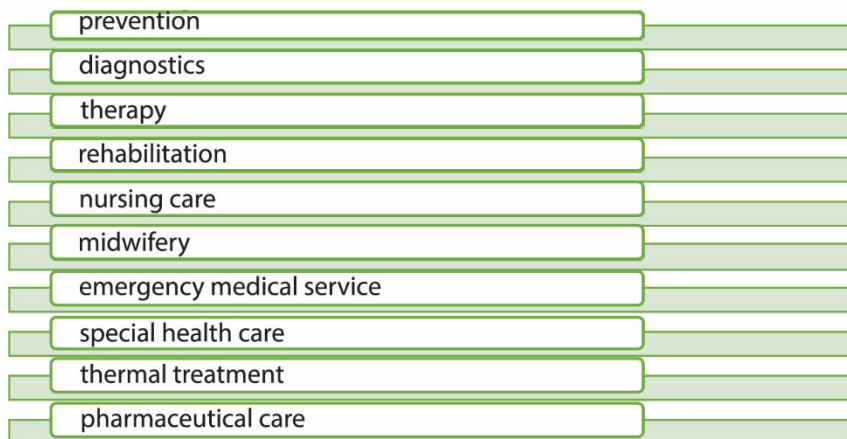 prevention
diagnostics
therapy
rehabilitation
nursing care
midwifery
emergency medical service
special health care
thermal treatment
pharmaceutical care